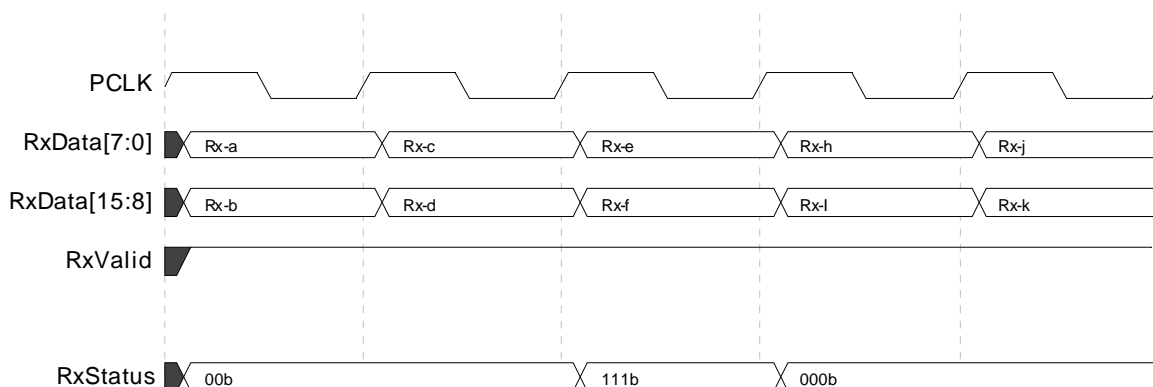 PCLK
RxData[7:0] Rx-a Rx-c Rx-e Rx-h Rx-j
RxData[15:8] Rx-b Rx-d Rx-f Rx-I Rx-k
RxValid
RxStatus 00b 111b 000b